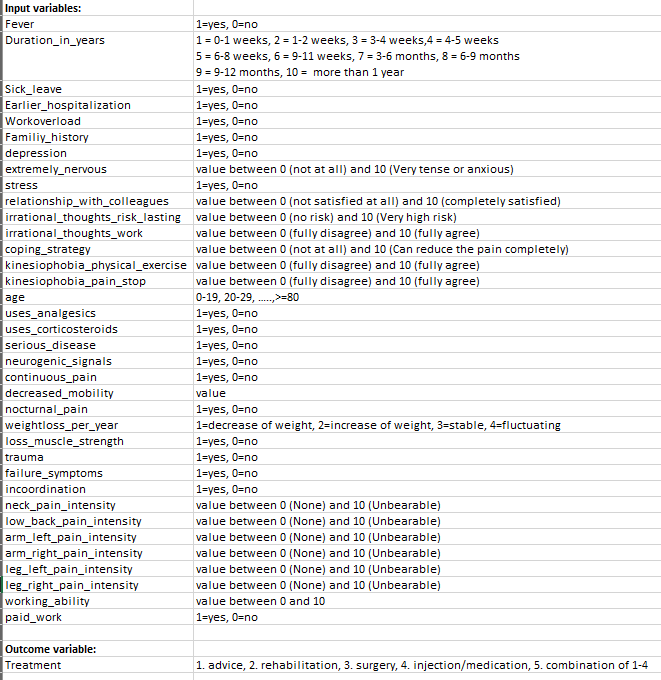 Input variables:
Fever 1=yes, 0=no
Duration_in_years 1 = 0-1 weeks, 2 = 1-2 weeks, 3 = 3-4 weeks,4 = 4-5 weeks
5 = 6-8 weeks, 6 = 9-11 weeks, 7 = 3-6 months, 8 = 6-9 months
9 = 9-12 months, 10 = more than 1 year
Sick_leave 1=yes, 0=no
Earlier_hospitalization 1=yes, 0=no
Workoverload 1=yes, 0=no
Familiy_history 1=yes, 0=no
depression 1=yes, 0=no
extremely_nervous value between 0 (not at all) and 10 (Very tense or anxious)
stress 1=yes, 0=no
relationship_with_colleagues value between 0 (not satisfied at all) and 10 (completely satisfied)
irrational_thoughts_risk_lasting value between 0 (no risk) and 10 (Very high risk)
irrational_thoughts_work value between 0 (fully disagree) and 10 (fully agree)
coping_strategy value between 0 (not at all) and 10 (Can reduce the pain completely)
kinesiophobia_physical_exercise value between 0 (fully disagree) and 10 (fully agree)
kinesiophobia_pain_stop value between 0 (fully disagree) and 10 (fully agree)
age 0-19, 20-29, .....,>=80
uses_analgesics 1=yes, 0=no
uses_corticosteroids 1=yes, 0=no
serious_disease 1=yes, 0=no
neurogenic_signals 1=yes, 0=no
continuous_pain 1=yes, 0=no
decreased_mobility value
nocturnal_pain 1=yes, 0=no
weightloss_per_year 1=decrease of weight, 2=increase of weight, 3=stable, 4=fluctuating
loss_muscle_strength 1=yes, 0=no
trauma 1=yes, 0=no
failure_symptoms 1=yes, 0=no
incoordination 1=yes, 0=no
neck_pain_intensity value between 0 (None) and 10 (Unbearable)
low_back_pain_intensity value between 0 (None) and 10 (Unbearable)
arm_left_pain_intensity value between 0 (None) and 10 (Unbearable)
arm_right_pain_intensity value between 0 (None) and 10 (Unbearable)
leg_left_pain_intensity value between 0 (None) and 10 (Unbearable)
leg_right_pain_intensity value between 0 (None) and 10 (Unbearable)
working_ability value between 0 and 10
paid_work 1=yes, 0=no
Outcome variable:
Treatment 1. advice, 2. rehabilitation, 3. surgery, 4. injection/medication, 5. combination of 1-4